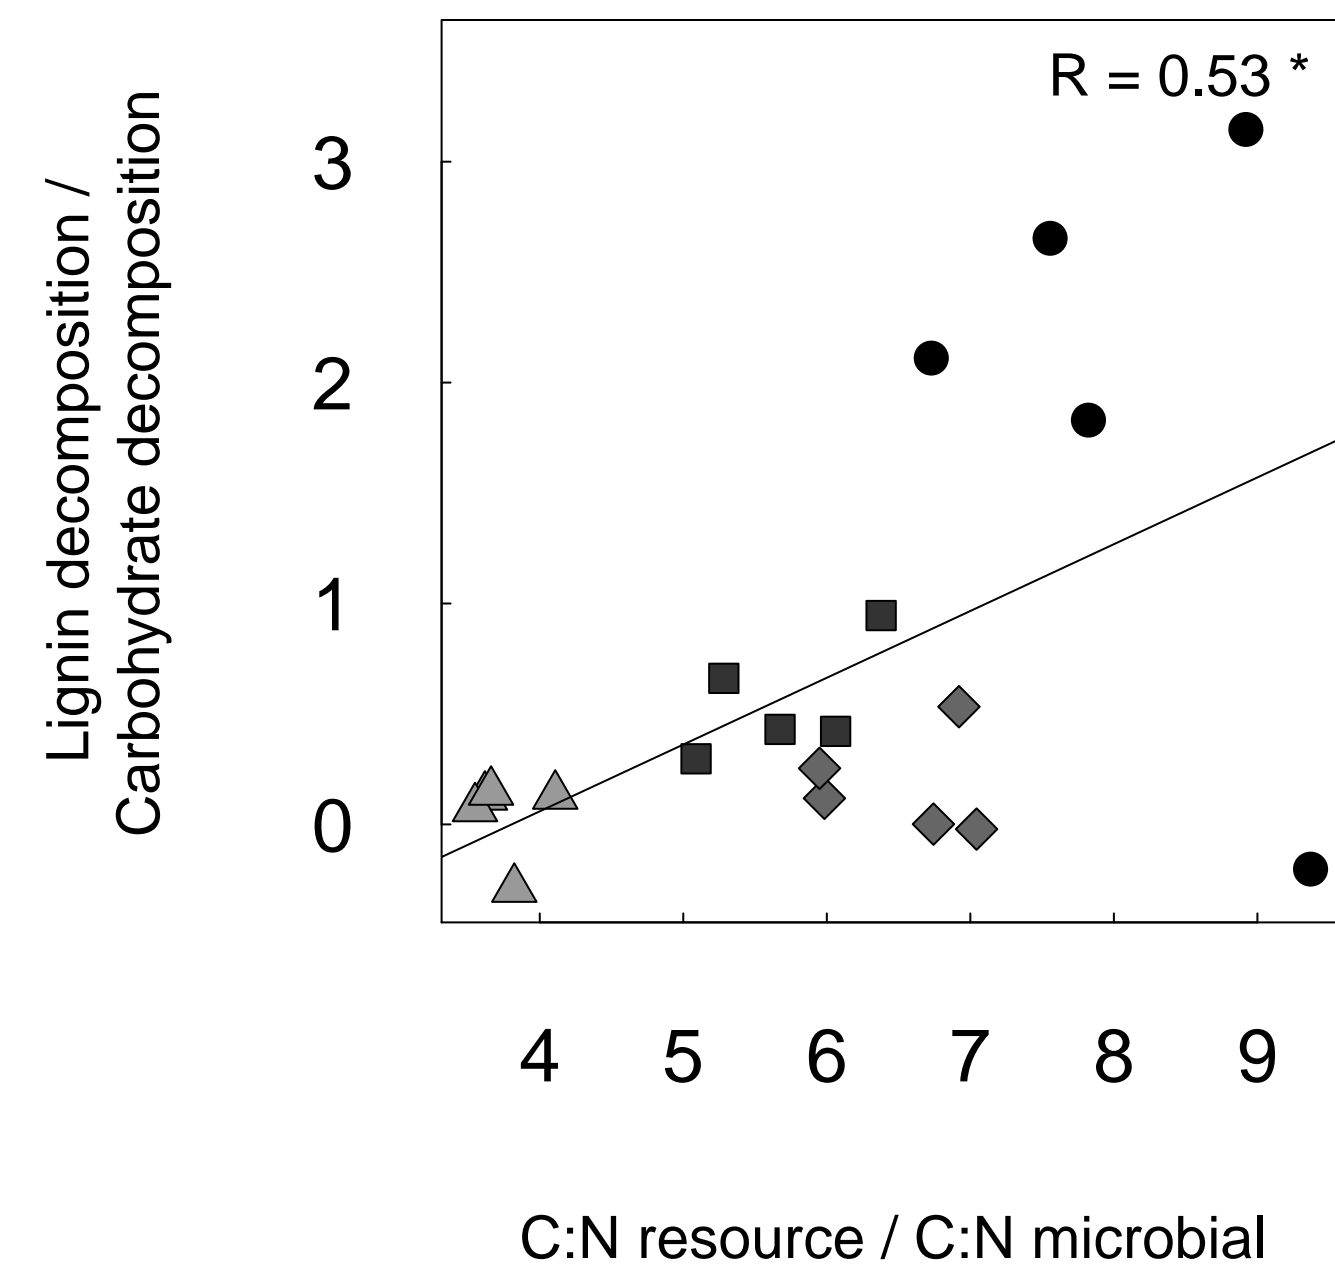 R = 0.53 *
Lignin decomposition /
Carbohydrate decomposition
3
2
1
0
4 5 6 7 8 9
C:N resource / C:N microbial